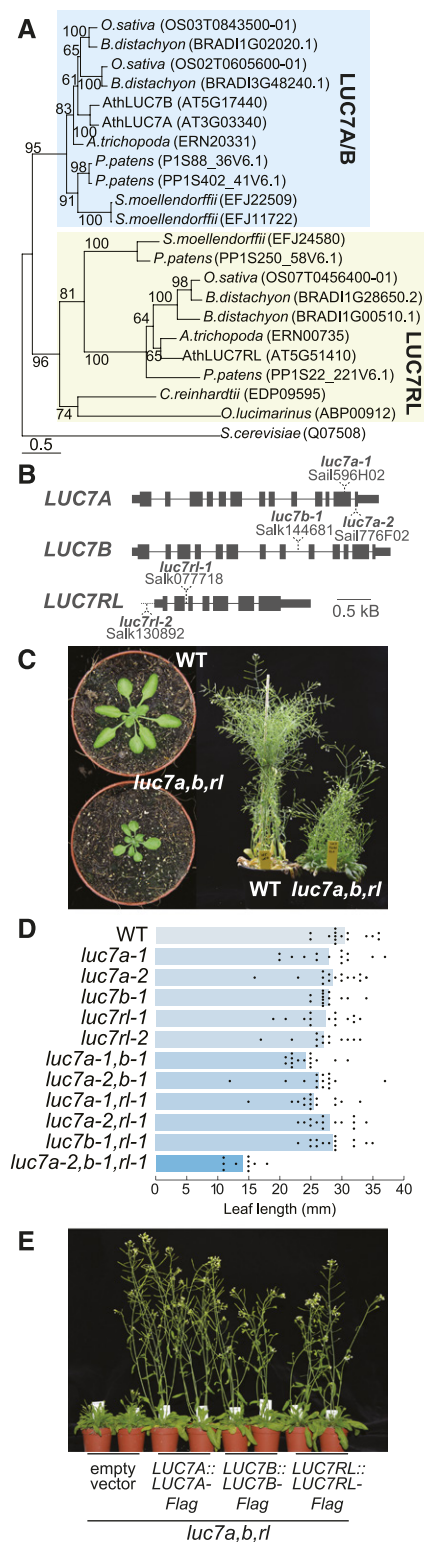 A
100
O.sativa (OS03T0843500-01)
65
B.distachyon (BRADI1G02020.1)
O.sativa (OS02T0605600-01)
61
100
B.distachyon (BRADI3G48240.1)
83
AthLUC7B (AT5G17440)
100
AthLUC7A (AT3G03340)
A.trichopoda (ERN20331)
95
98
P.patens (P1S88_36V6.1)
P.patens (PP1S402_41V6.1)
91
S.moellendorffii (EFJ22509)
100
S.moellendorffii (EFJ11722)
LUC7A/B
100
S.moellendorffii (EFJ24580)
P.patens (PP1S250_58V6.1)
81
98
O.sativa (OS07T0456400-01)
100
B.distachyon (BRADI1G28650.2)
64
B.distachyon (BRADI1G00510.1)
A.trichopoda (ERN00735)
96
100
65
AthLUC7RL (AT5G51410)
P.patens (PP1S22_221V6.1)
C.reinhardtii (EDP09595)
74
O.lucimarinus (ABP00912)
LUC7RL
S.cerevisiae (Q07508)
0.5
B
luc7a-1
Sail596H02
LUC7A
luc7b-1
Salk144681
luc7a-2
Sail776F02
LUC7B
luc7rl-1
Salk077718
LUC7RL
0.5 kB
luc7rl-2
Salk130892
C
WT
luc7a,b,rl
WT luc7a,b,rl
D
WT
luc7a-1
luc7a-2
luc7b-1
luc7rl-1
luc7rl-2
luc7a-1,b-1
luc7a-2,b-1
luc7a-1,rl-1
luc7a-2,rl-1
luc7b-1,rl-1
luc7a-2,b-1,rl-1
0 5 10 15 20 25 30 35 40
Leaf length (mm)
E
empty
vector
LUC7A::
LUC7A-
Flag
LUC7B::
LUC7B-
Flag
LUC7RL::
LUC7RL-
Flag
luc7a,b,rl